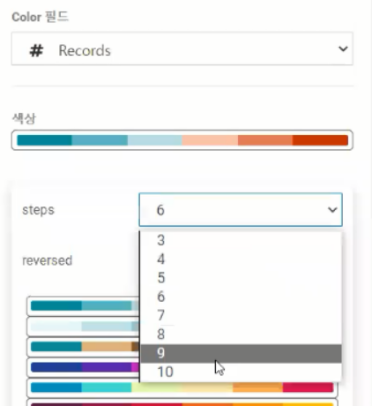 Color 필드
# Records
색상
steps 6
3
4
5
6
reversed
7
8
9
10